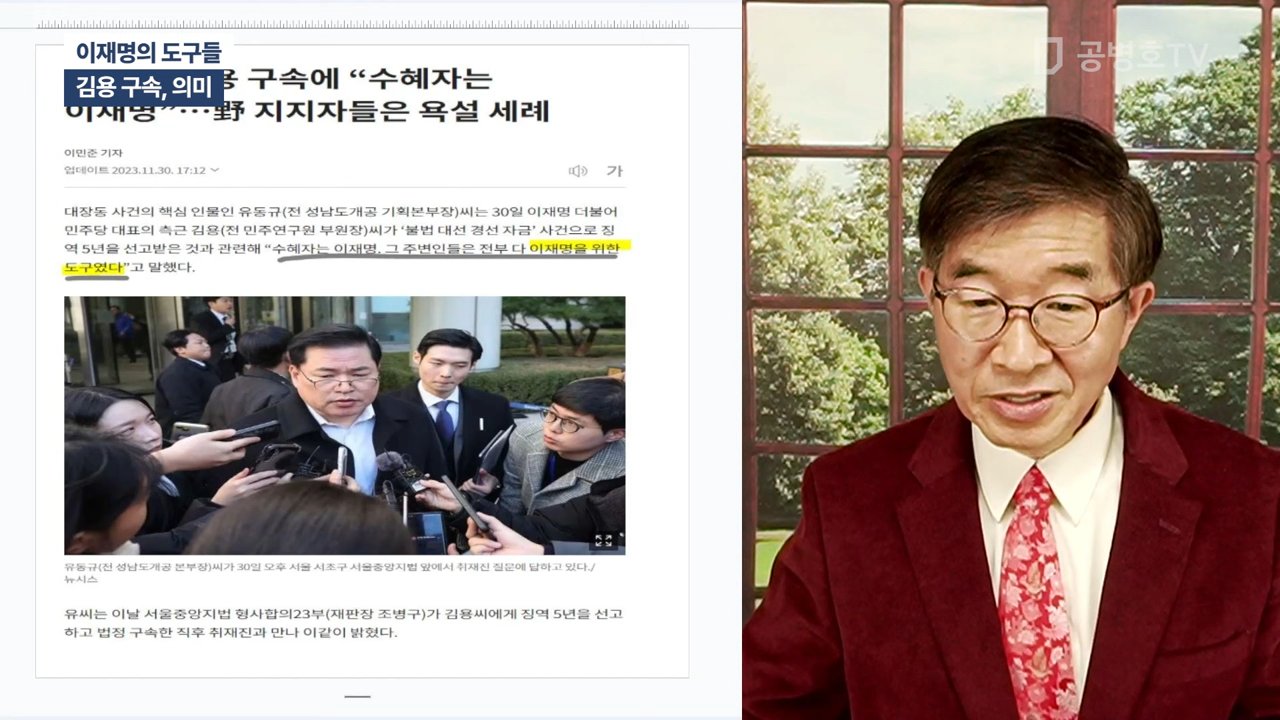 이재명의 도구들
김용 구속, 의미
용 구속에 “수혜자는
이재명”…野 지지자들은 욕설 세례
이민준 기자
업데이트 2023.11.30. 17:12
가
대장동 사건의 핵심 인물인 유동규(전 성남도개공 기획본부장)씨는 30일 이재명 더불어
민주당 대표의 측근 김용(전 민주연구원 부원장)씨가 ‘불법 대선 경선 자금’ 사건으로 징
역 5년을 선고받은 것과 관련해 “수혜자는 이재명, 그 주변인들은 전부 다 이재명을 위한
도구였다”고 말했다.
유동규(전 성남도개공 본부장)씨가 30일 오후 서울 서초구 서울중앙지법 앞에서 취재진 질문에 답하고 있다./
뉴시스
유씨는 이날 서울중앙지법 형사합의23부(재판장 조병구)가 김용씨에게 징역 5년을 선고
하고 법정 구속한 직후 취재진과 만나 이같이 밝혔다.
공병호TV